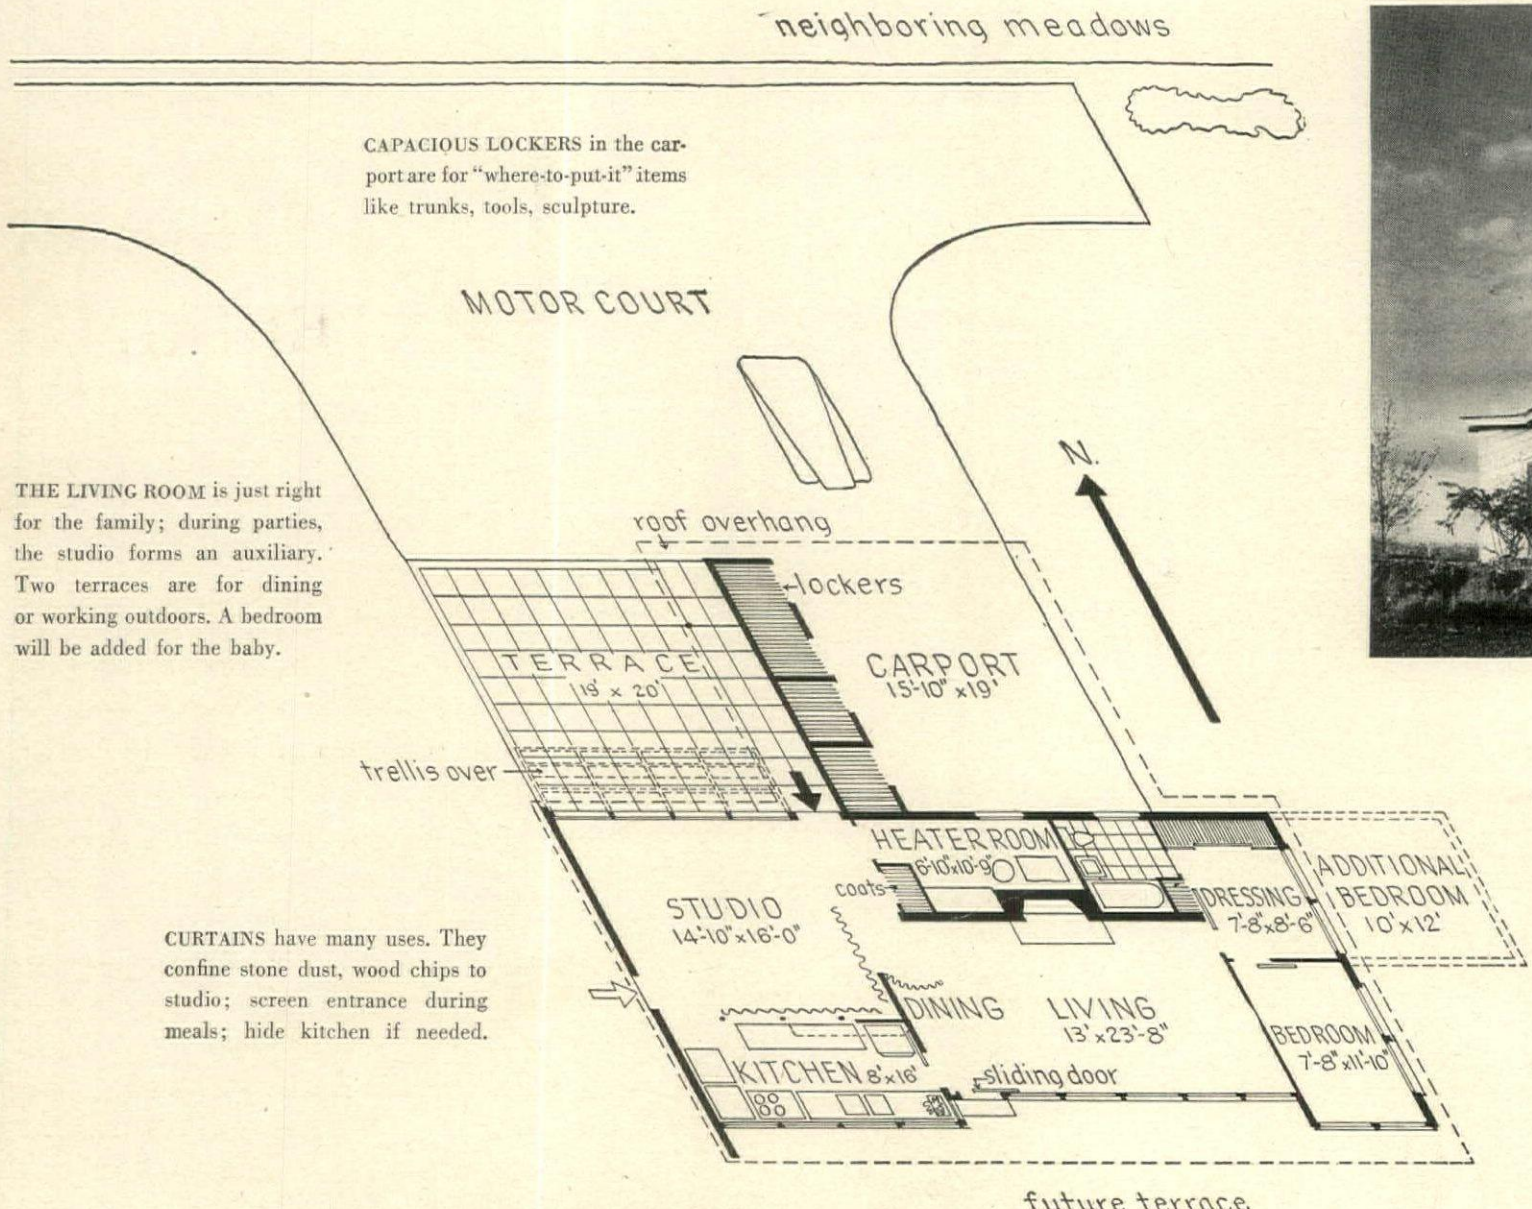 neighboring meadows
CAPACIOUS LOCKERS in the car-
port are for "where-to-put-it" items
like trunks, tools, sculpture.
MOTOR COURT
N.
THE LIVING ROOM is just right
for the family; during parties,
the studio forms an auxiliary.
Two terraces are for dining
or working outdoors. A bedroom
will be added for the baby.
roof overhang
lockers
TERRACE
19' x 20'
CARPORT
15'-10" x 19'
trellis over
HEATER ROOM
6'-10"x10'-9"
coats
STUDIO
14'-10"x16'-0"
DRESSING
7'-8"x8'-6"
ADDITIONAL
BEDROOM
10' x 12'
CURTAINS have many uses. They
confine stone dust, wood chips to
studio; screen entrance during
meals; hide kitchen if needed.
DINING
LIVING
13' x 23'-8"
BEDROOM
7'-8"x11'-10"
KITCHEN 8'x16'
sliding door
future terrace